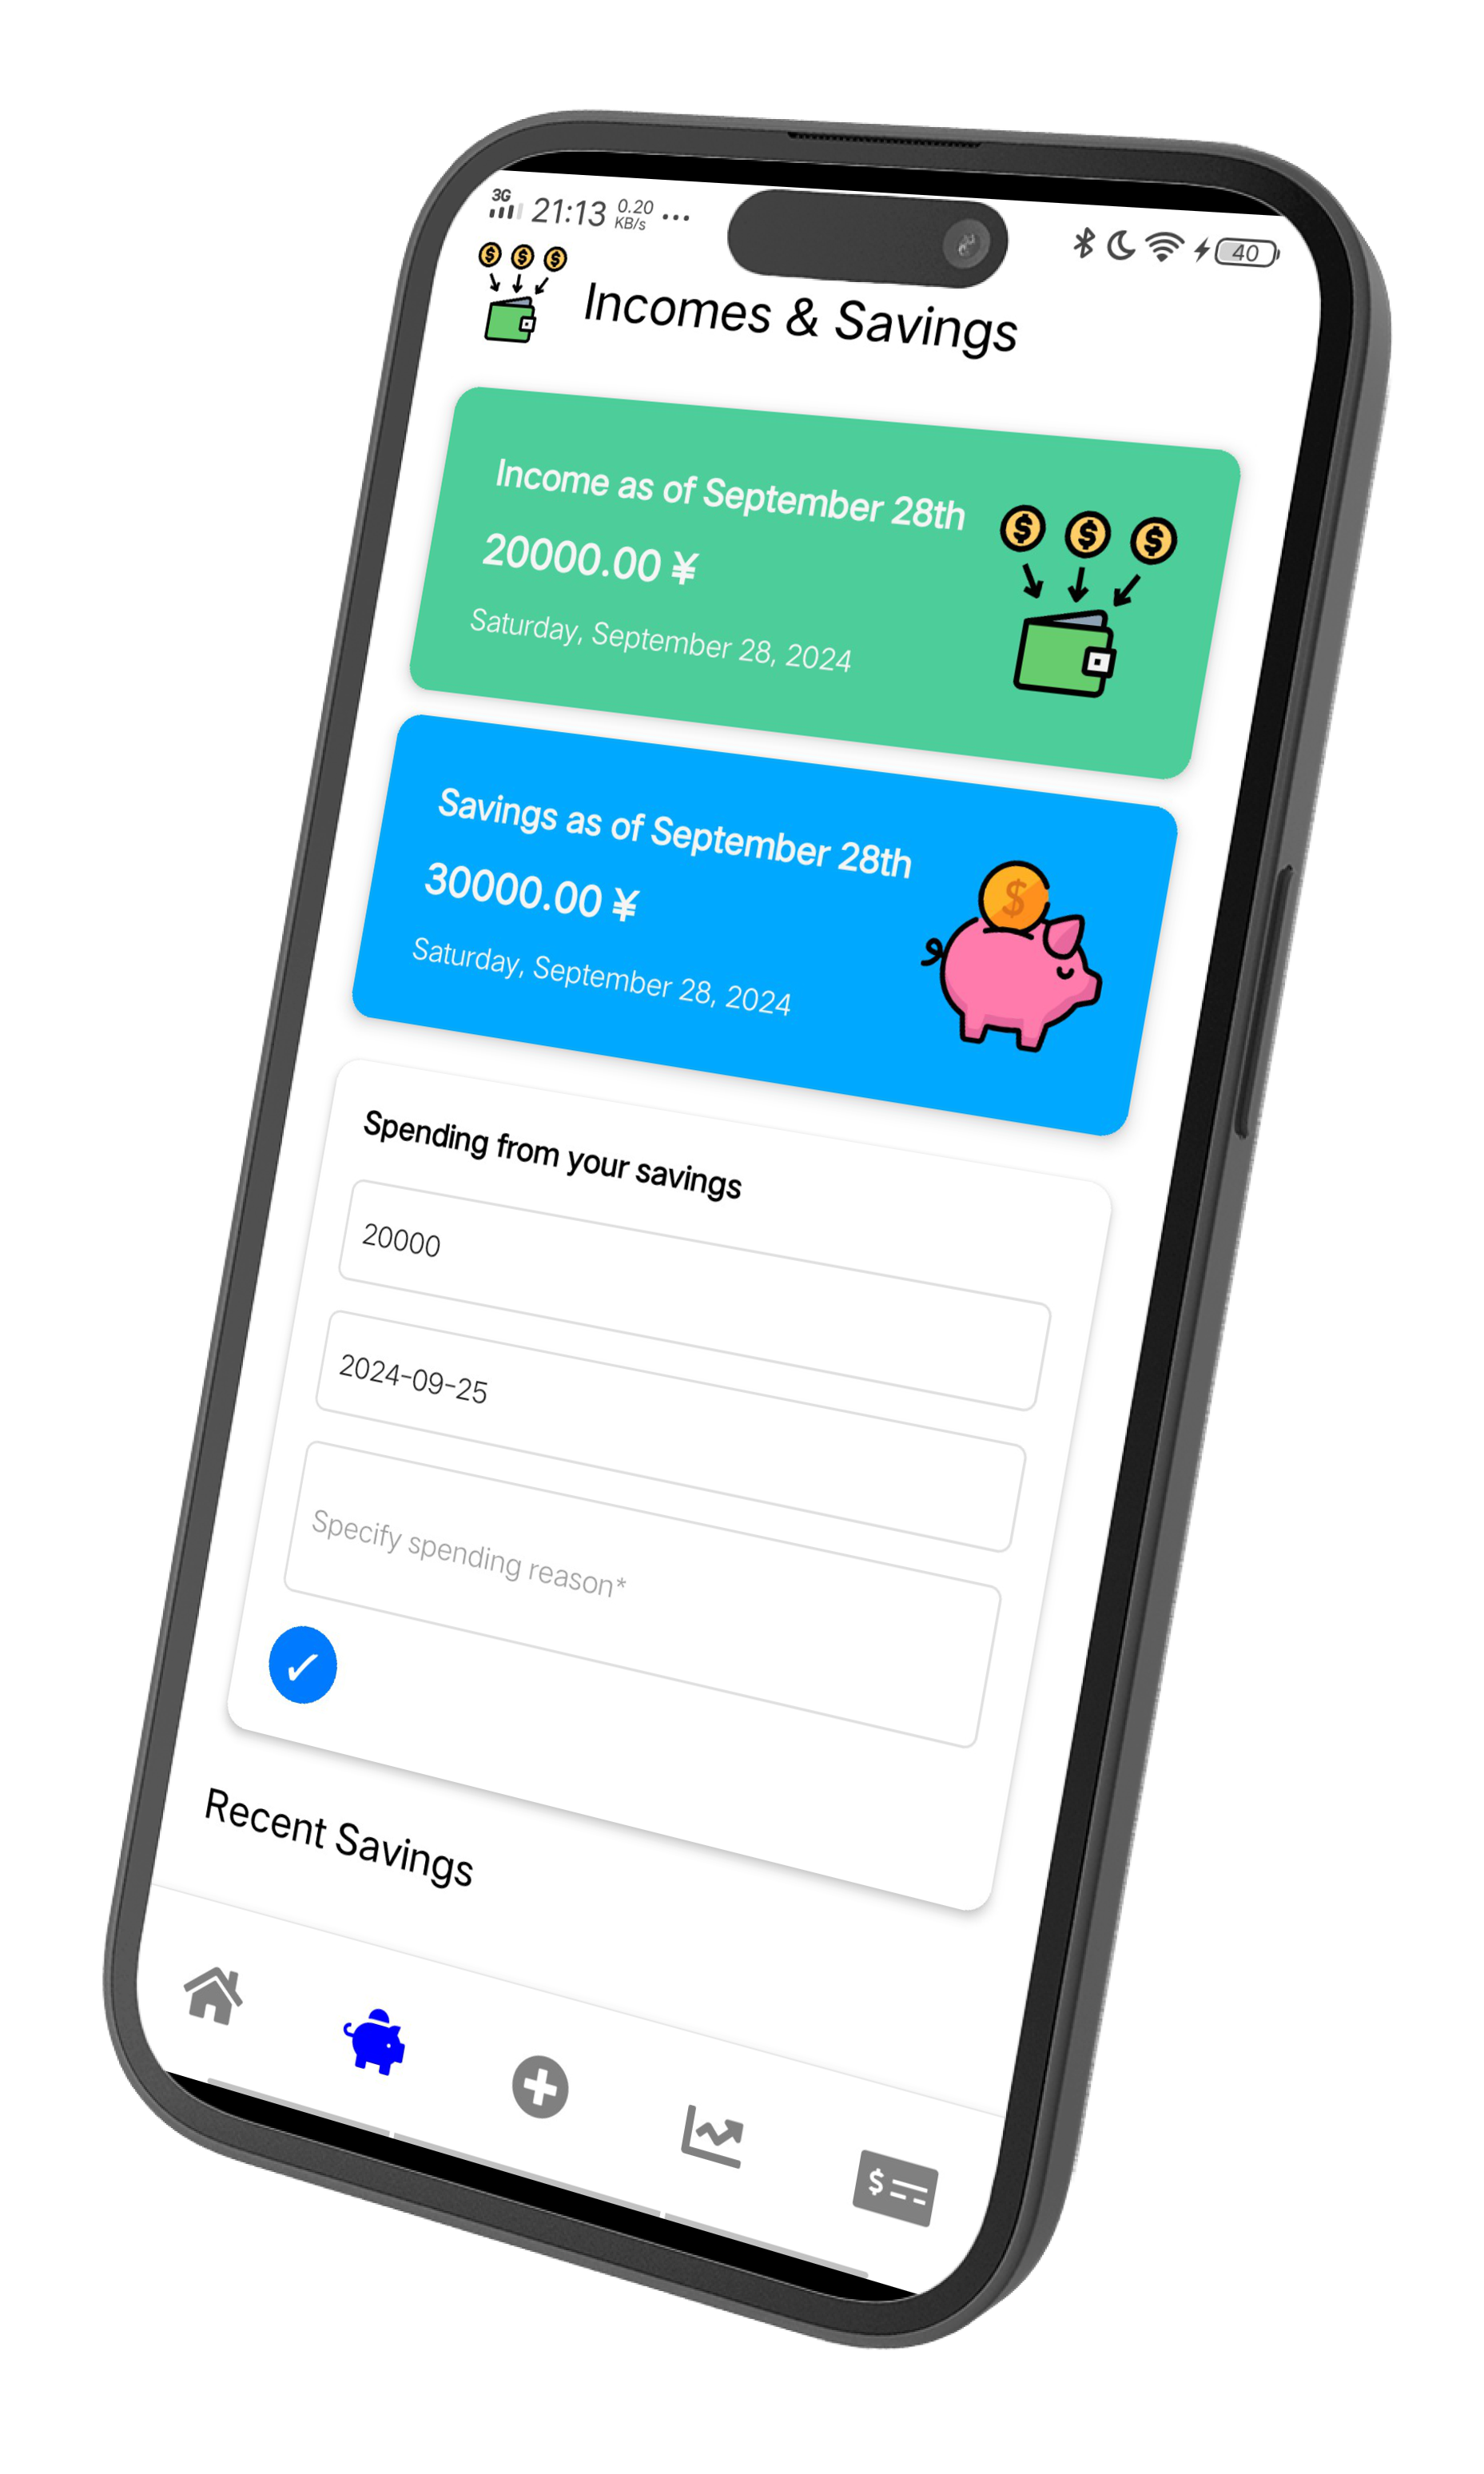 3G 21:13 0.20 KB/s ... 40
Incomes & Savings
Income as of September 28th
20000.00 ¥
Saturday, September 28, 2024
Savings as of September 28th
30000.00 ¥
Saturday, September 28, 2024
Spending from your savings
20000
2024-09-25
Specify spending reason*
Recent Savings